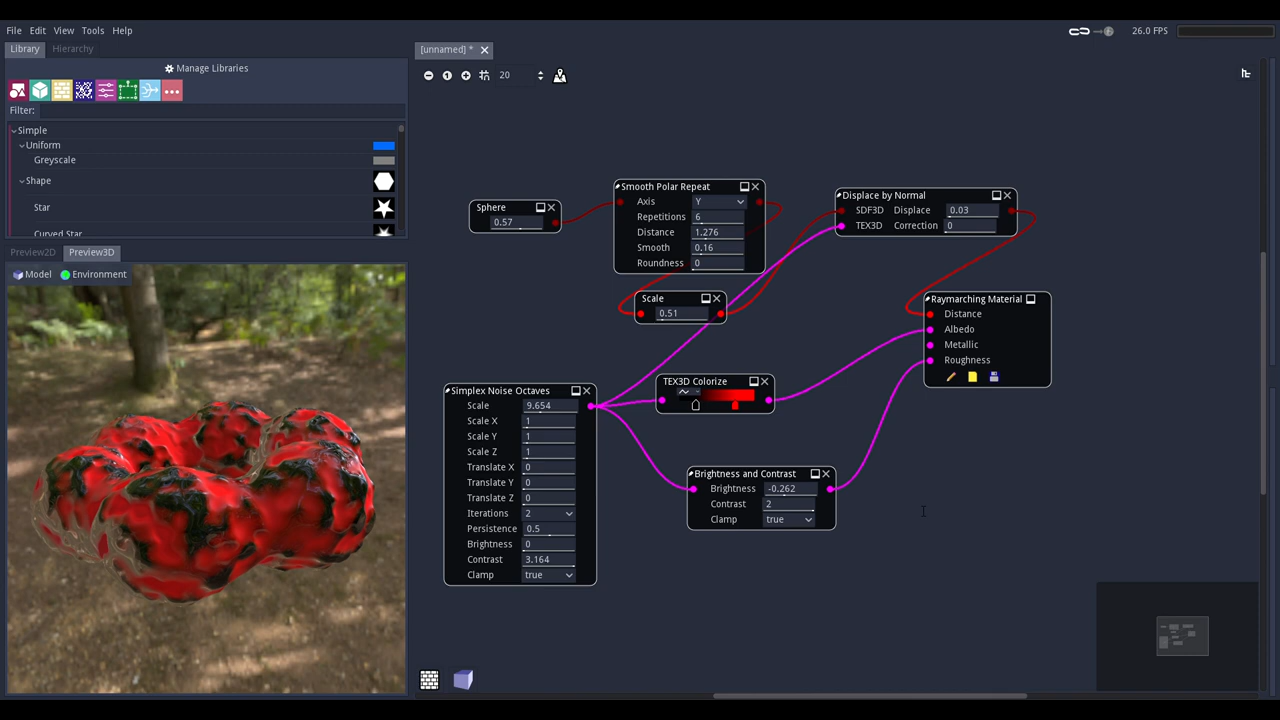 File Edit View Tools Help
26.0 FPS
Library Hierarchy
[unnamed] *
Manage Libraries
20
Filter:
Simple
Uniform
Greyscale
Shape
Star
Curved Star
Preview2D Preview3D
Model Environment
Sphere
0.57
Smooth Polar Repeat
Axis Y
Repetitions 6
Distance 1.276
Smooth 0.16
Roundness 0
Displace by Normal
SDF3D Displace 0.03
TEX3D Correction 0
Scale
0.51
Raymarching Material
Distance
Albedo
Metallic
Roughness
Simplex Noise Octaves
Scale 9.654
Scale X 1
Scale Y 1
Scale Z 1
Translate X 0
Translate Y 0
Translate Z 0
Iterations 2
Persistence 0.5
Brightness 0
Contrast 3.164
Clamp true
TEX3D Colorize
Brightness and Contrast
Brightness -0.262
Contrast 2
Clamp true